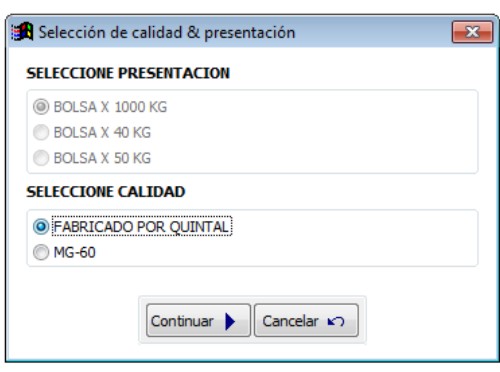 Selección de calidad & presentación
SELECCIONE PRESENTACION
BOLSA X 1000 KG
BOLSA X 40 KG
BOLSA X 50 KG
SELECCIONE CALIDAD
FABRICADO POR QUINTAL
MG-60
Continuar Cancelar